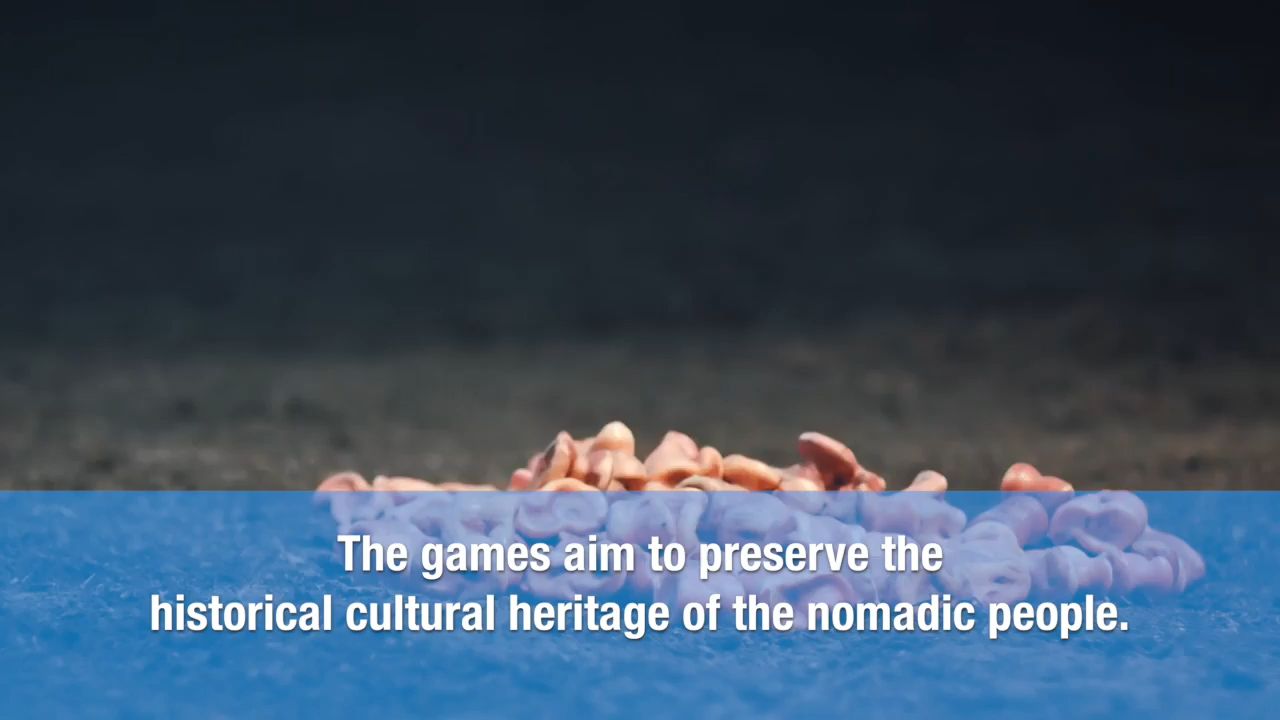 The games aim to preserve the
historical cultural heritage of the nomadic people.